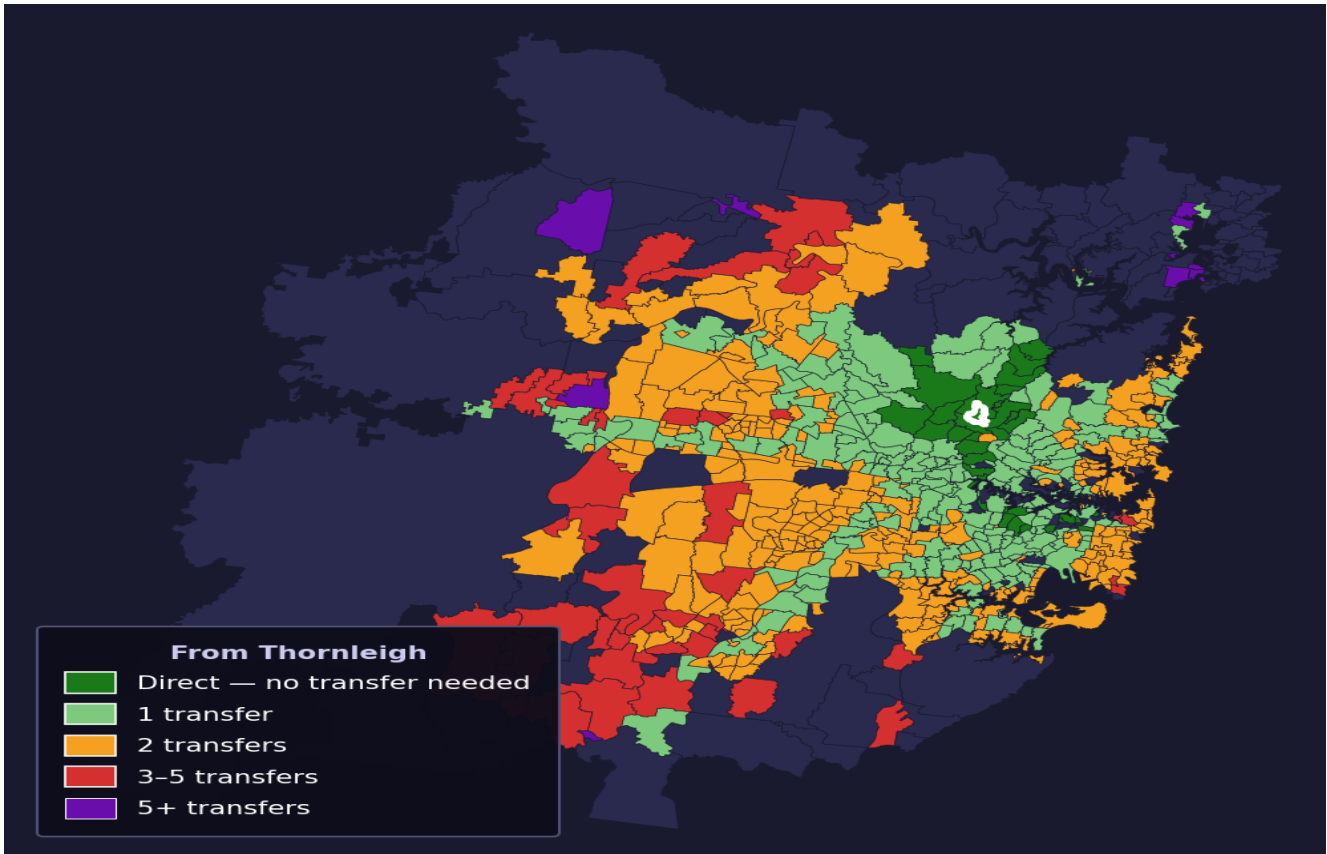 From Thornleigh
Direct — no transfer needed
1 transfer
2 transfers
3–5 transfers
5+ transfers